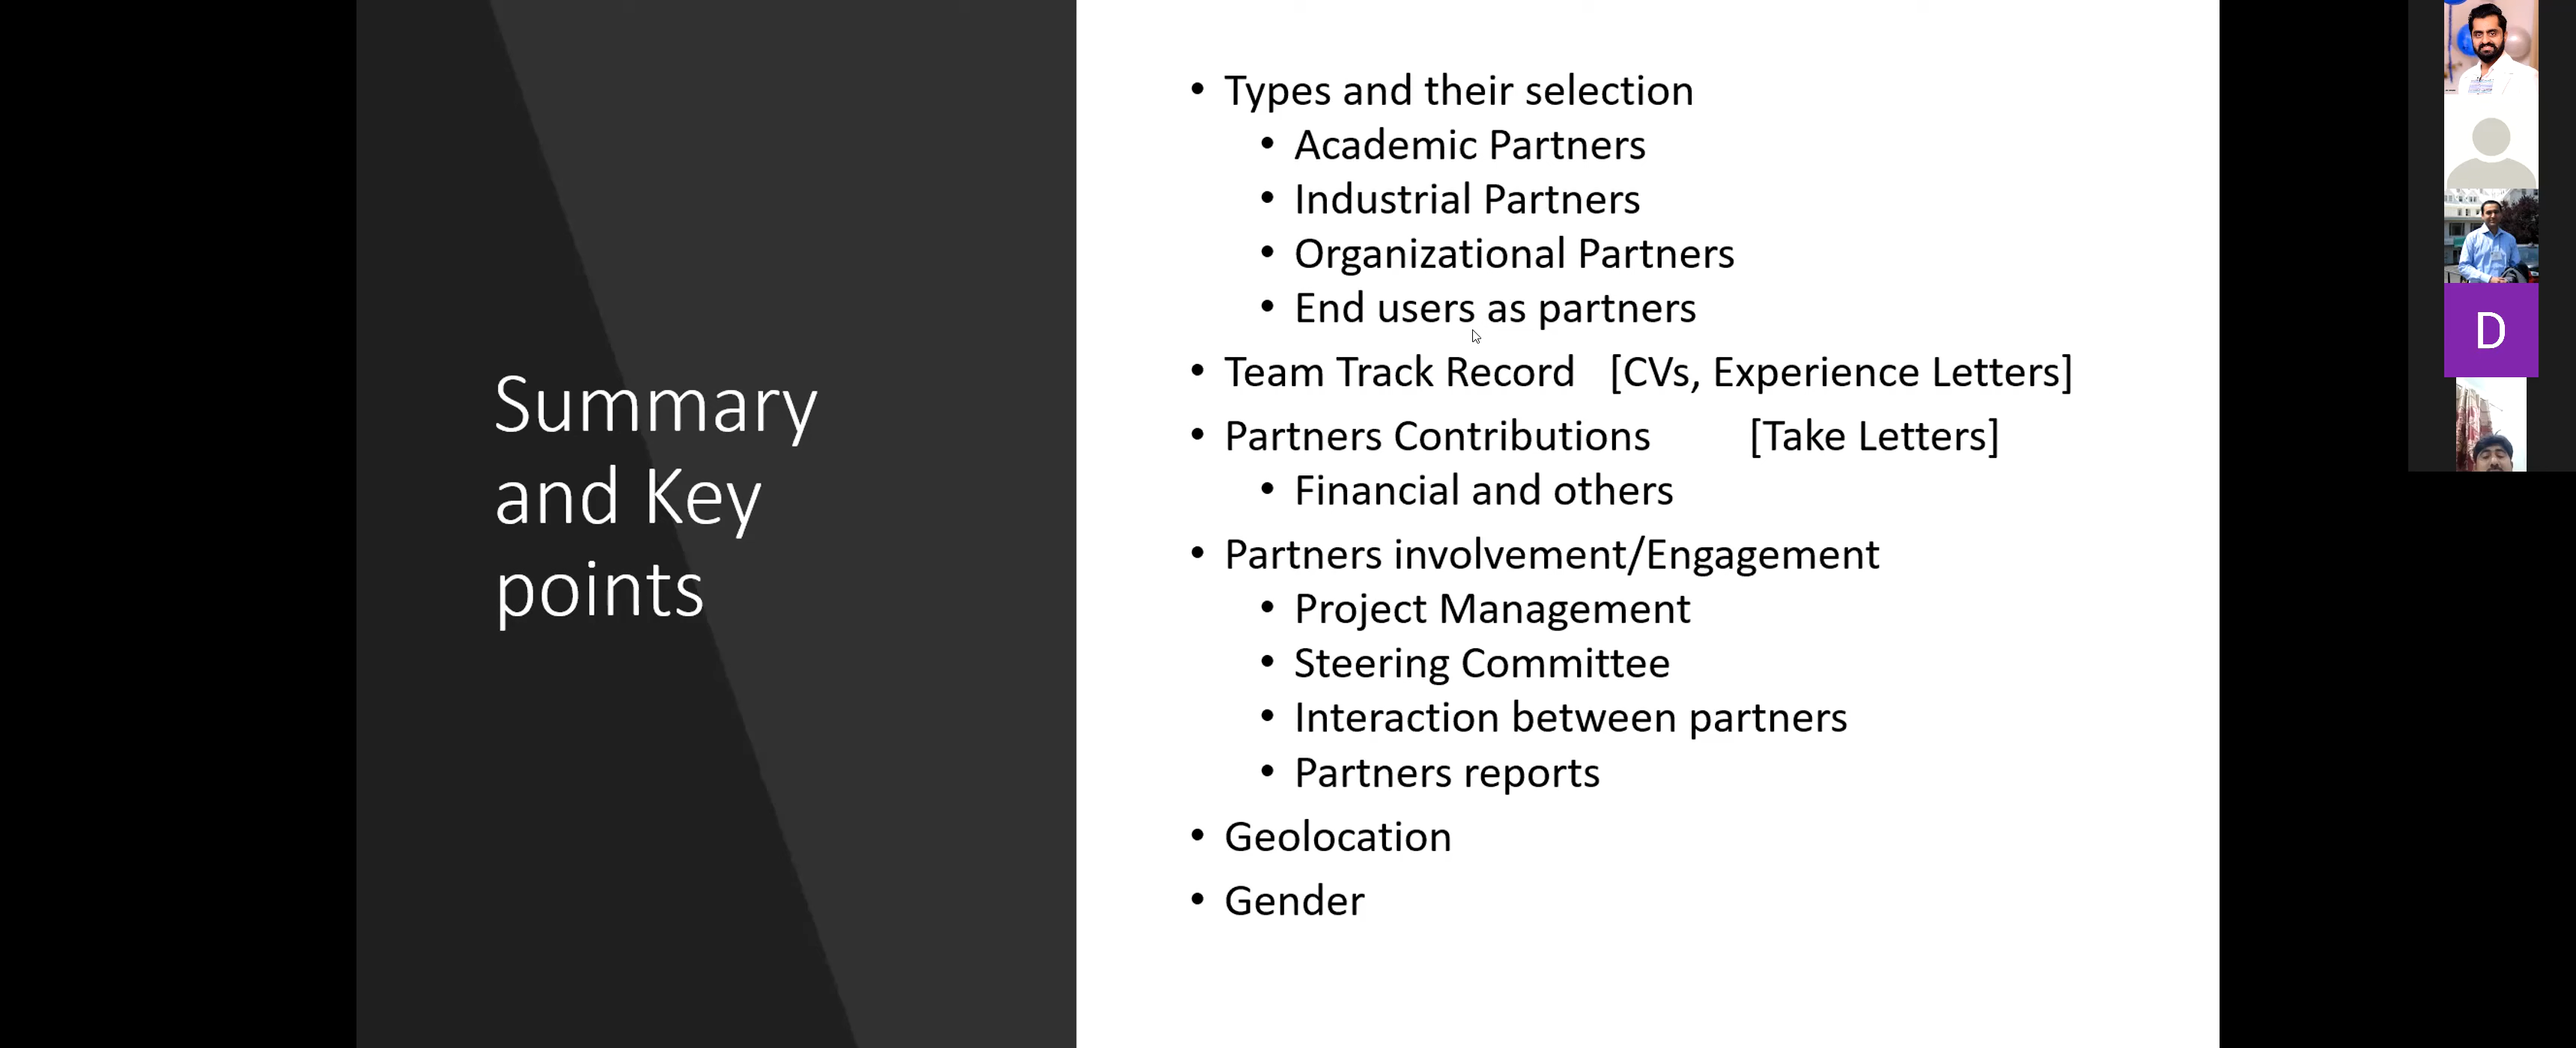 Summary
and Key
points
• Types and their selection
• Academic Partners
• Industrial Partners
• Organizational Partners
• End users as partners
• Team Track Record [CVs, Experience Letters]
• Partners Contributions [Take Letters]
• Financial and others
• Partners involvement/Engagement
• Project Management
• Steering Committee
• Interaction between partners
• Partners reports
• Geolocation
• Gender
D